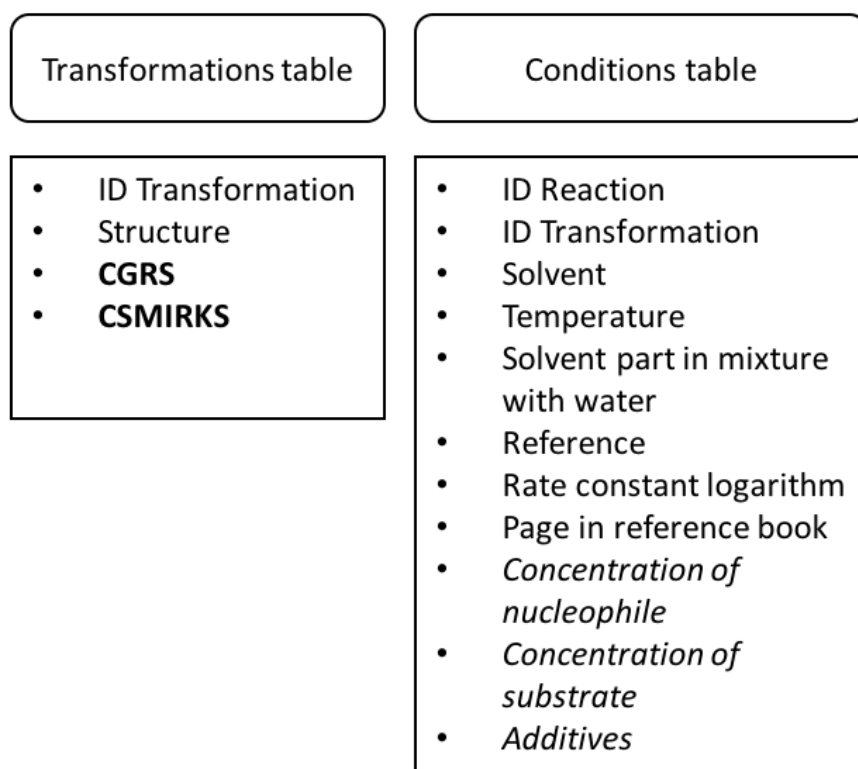 Transformations table
Conditions table
• ID Transformation
• Structure
• CGRS
• CSMIRKS
• ID Reaction
• ID Transformation
• Solvent
• Temperature
• Solvent part in mixture
with water
• Reference
• Rate constant logarithm
• Page in reference book
• Concentration of
nucleophile
• Concentration of
substrate
• Additives